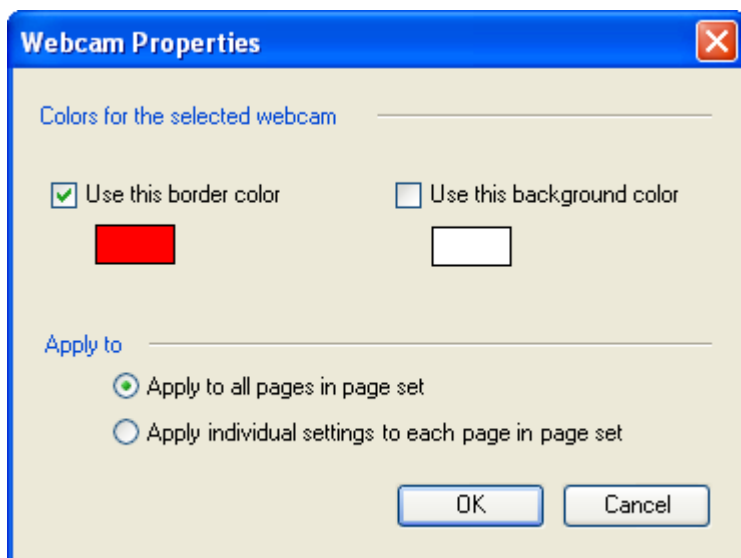 Webcam Properties
Colors for the selected webcam
Use this border color
Use this background color
Apply to
Apply to all pages in page set
Apply individual settings to each page in page set
OK
Cancel